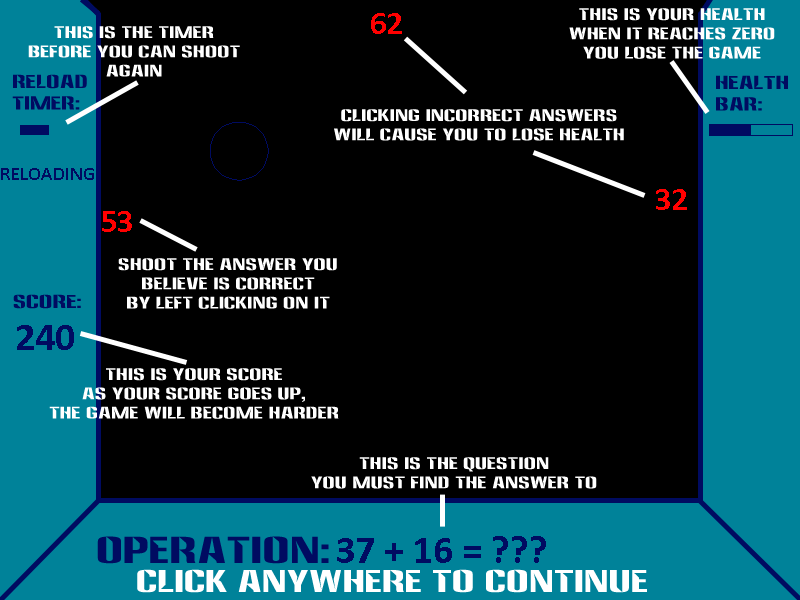 THIS IS THE TIMER
BEFORE YOU CAN SHOOT
AGAIN
RELOAD
TIMER:
RELOADING
62
THIS IS YOUR HEALTH
WHEN IT REACHES ZERO
YOU LOSE THE GAME
HEALTH
BAR:
CLICKING INCORRECT ANSWERS
WILL CAUSE YOU TO LOSE HEALTH
32
53
SHOOT THE ANSWER YOU
BELIEVE IS CORRECT
BY LEFT CLICKING ON IT
SCORE:
240
THIS IS YOUR SCORE
AS YOUR SCORE GOES UP,
THE GAME WILL BECOME HARDER
THIS IS THE QUESTION
YOU MUST FIND THE ANSWER TO
OPERATION: 37 + 16 = ???
CLICK ANYWHERE TO CONTINUE